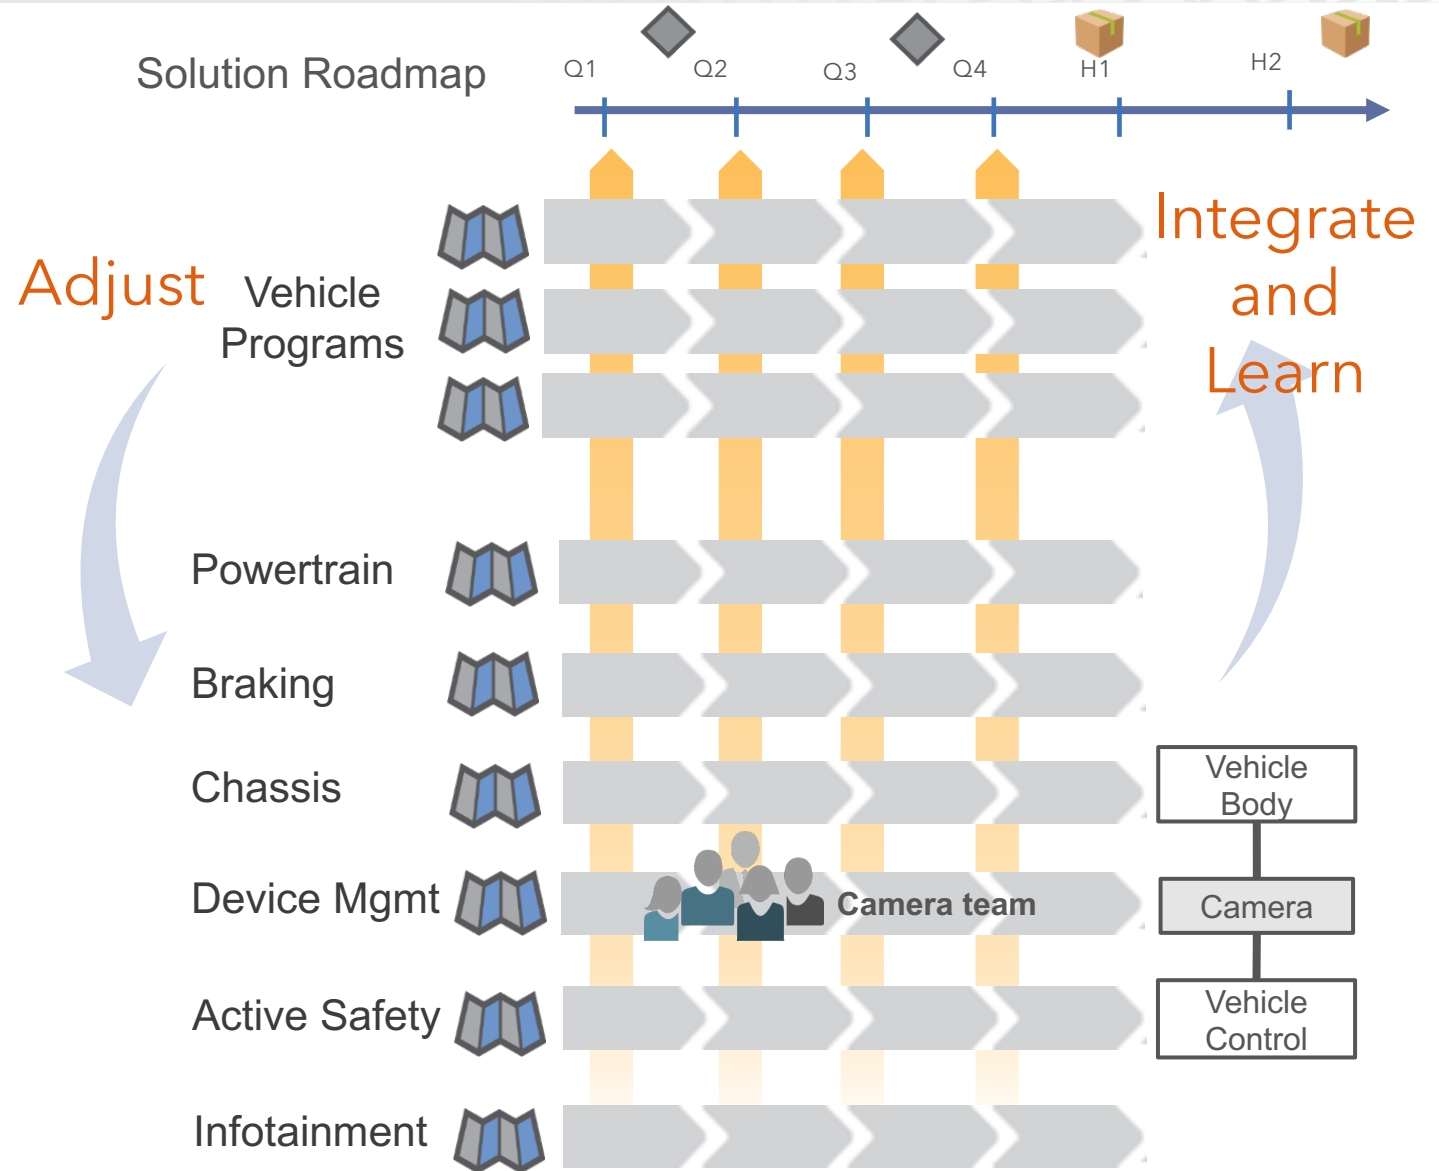 Solution Roadmap
Q1
Q2
Q3
Q4
H1
H2
Adjust
Vehicle
Programs
Integrate
and
Learn
Powertrain
Braking
Chassis
Vehicle
Body
Device Mgmt
Camera team
Camera
Active Safety
Vehicle
Control
Infotainment